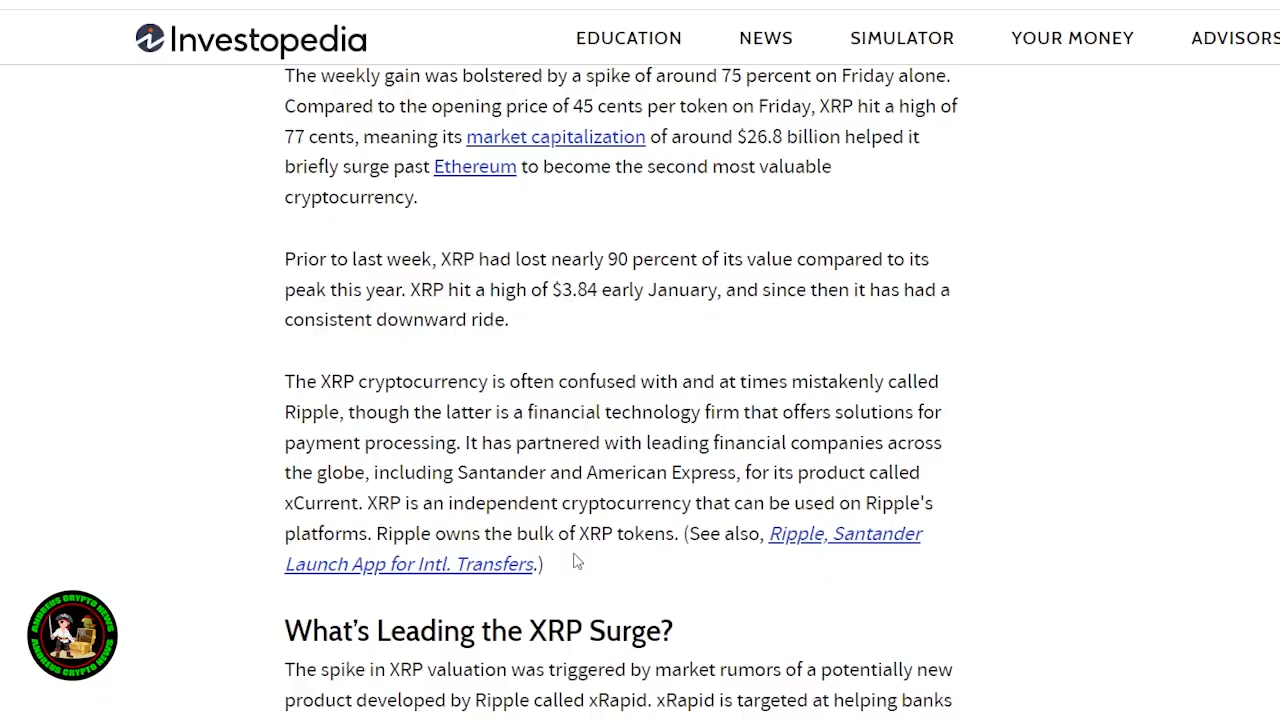 Investopedia
EDUCATION NEWS SIMULATOR YOUR MONEY ADVISORS
The weekly gain was bolstered by a spike of around 75 percent on Friday alone.
Compared to the opening price of 45 cents per token on Friday, XRP hit a high of
77 cents, meaning its market capitalization of around $26.8 billion helped it
briefly surge past Ethereum to become the second most valuable
cryptocurrency.
Prior to last week, XRP had lost nearly 90 percent of its value compared to its
peak this year. XRP hit a high of $3.84 early January, and since then it has had a
consistent downward ride.
The XRP cryptocurrency is often confused with and at times mistakenly called
Ripple, though the latter is a financial technology firm that offers solutions for
payment processing. It has partnered with leading financial companies across
the globe, including Santander and American Express, for its product called
xCurrent. XRP is an independent cryptocurrency that can be used on Ripple's
platforms. Ripple owns the bulk of XRP tokens. (See also, Ripple, Santander
Launch App for Intl. Transfers.)
What’s Leading the XRP Surge?
The spike in XRP valuation was triggered by market rumors of a potentially new
product developed by Ripple called xRapid. xRapid is targeted at helping banks
ANDREUS CRYPTO NEWS
ANDREUS CRYPTO NEWS